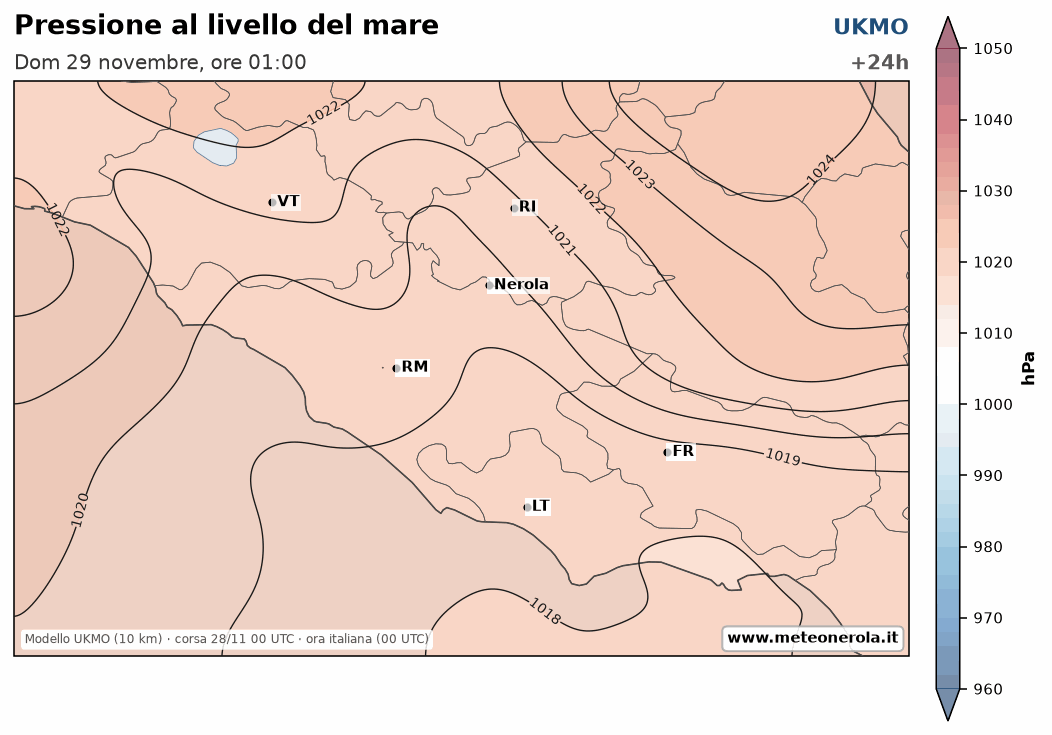 Pressione al livello del mare
UKMO
Dom 29 novembre, ore 01:00
+24h
1022
1024
1023
1022
1022
1021
VT
RI
Nerola
RM
FR
1019
LT
1020
1018
Modello UKMO (10 km) · corsa 28/11 00 UTC · ora italiana (00 UTC)
www.meteonerola.it
1050
1040
1030
1020
1010
1000
990
980
970
960
hPa